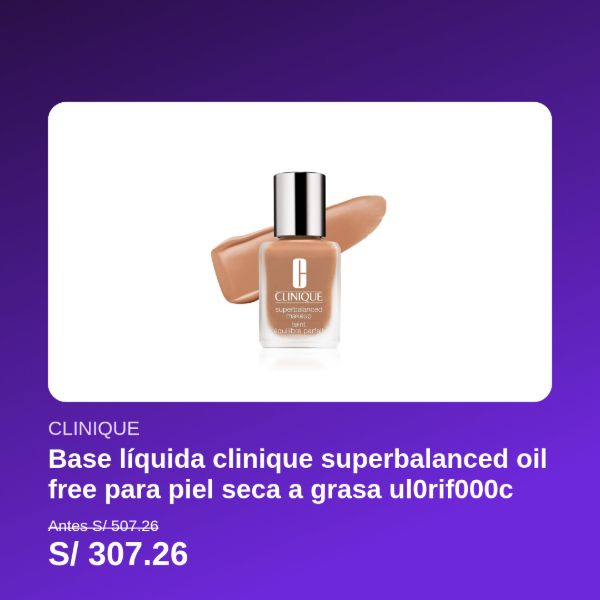 C
CLINIQUE
superbalanced
makeup
teint
équilibre parfait
CLINIQUE
Base líquida clinique superbalanced oil
free para piel seca a grasa ul0rif000c
Antes S/ 507.26
S/ 307.26